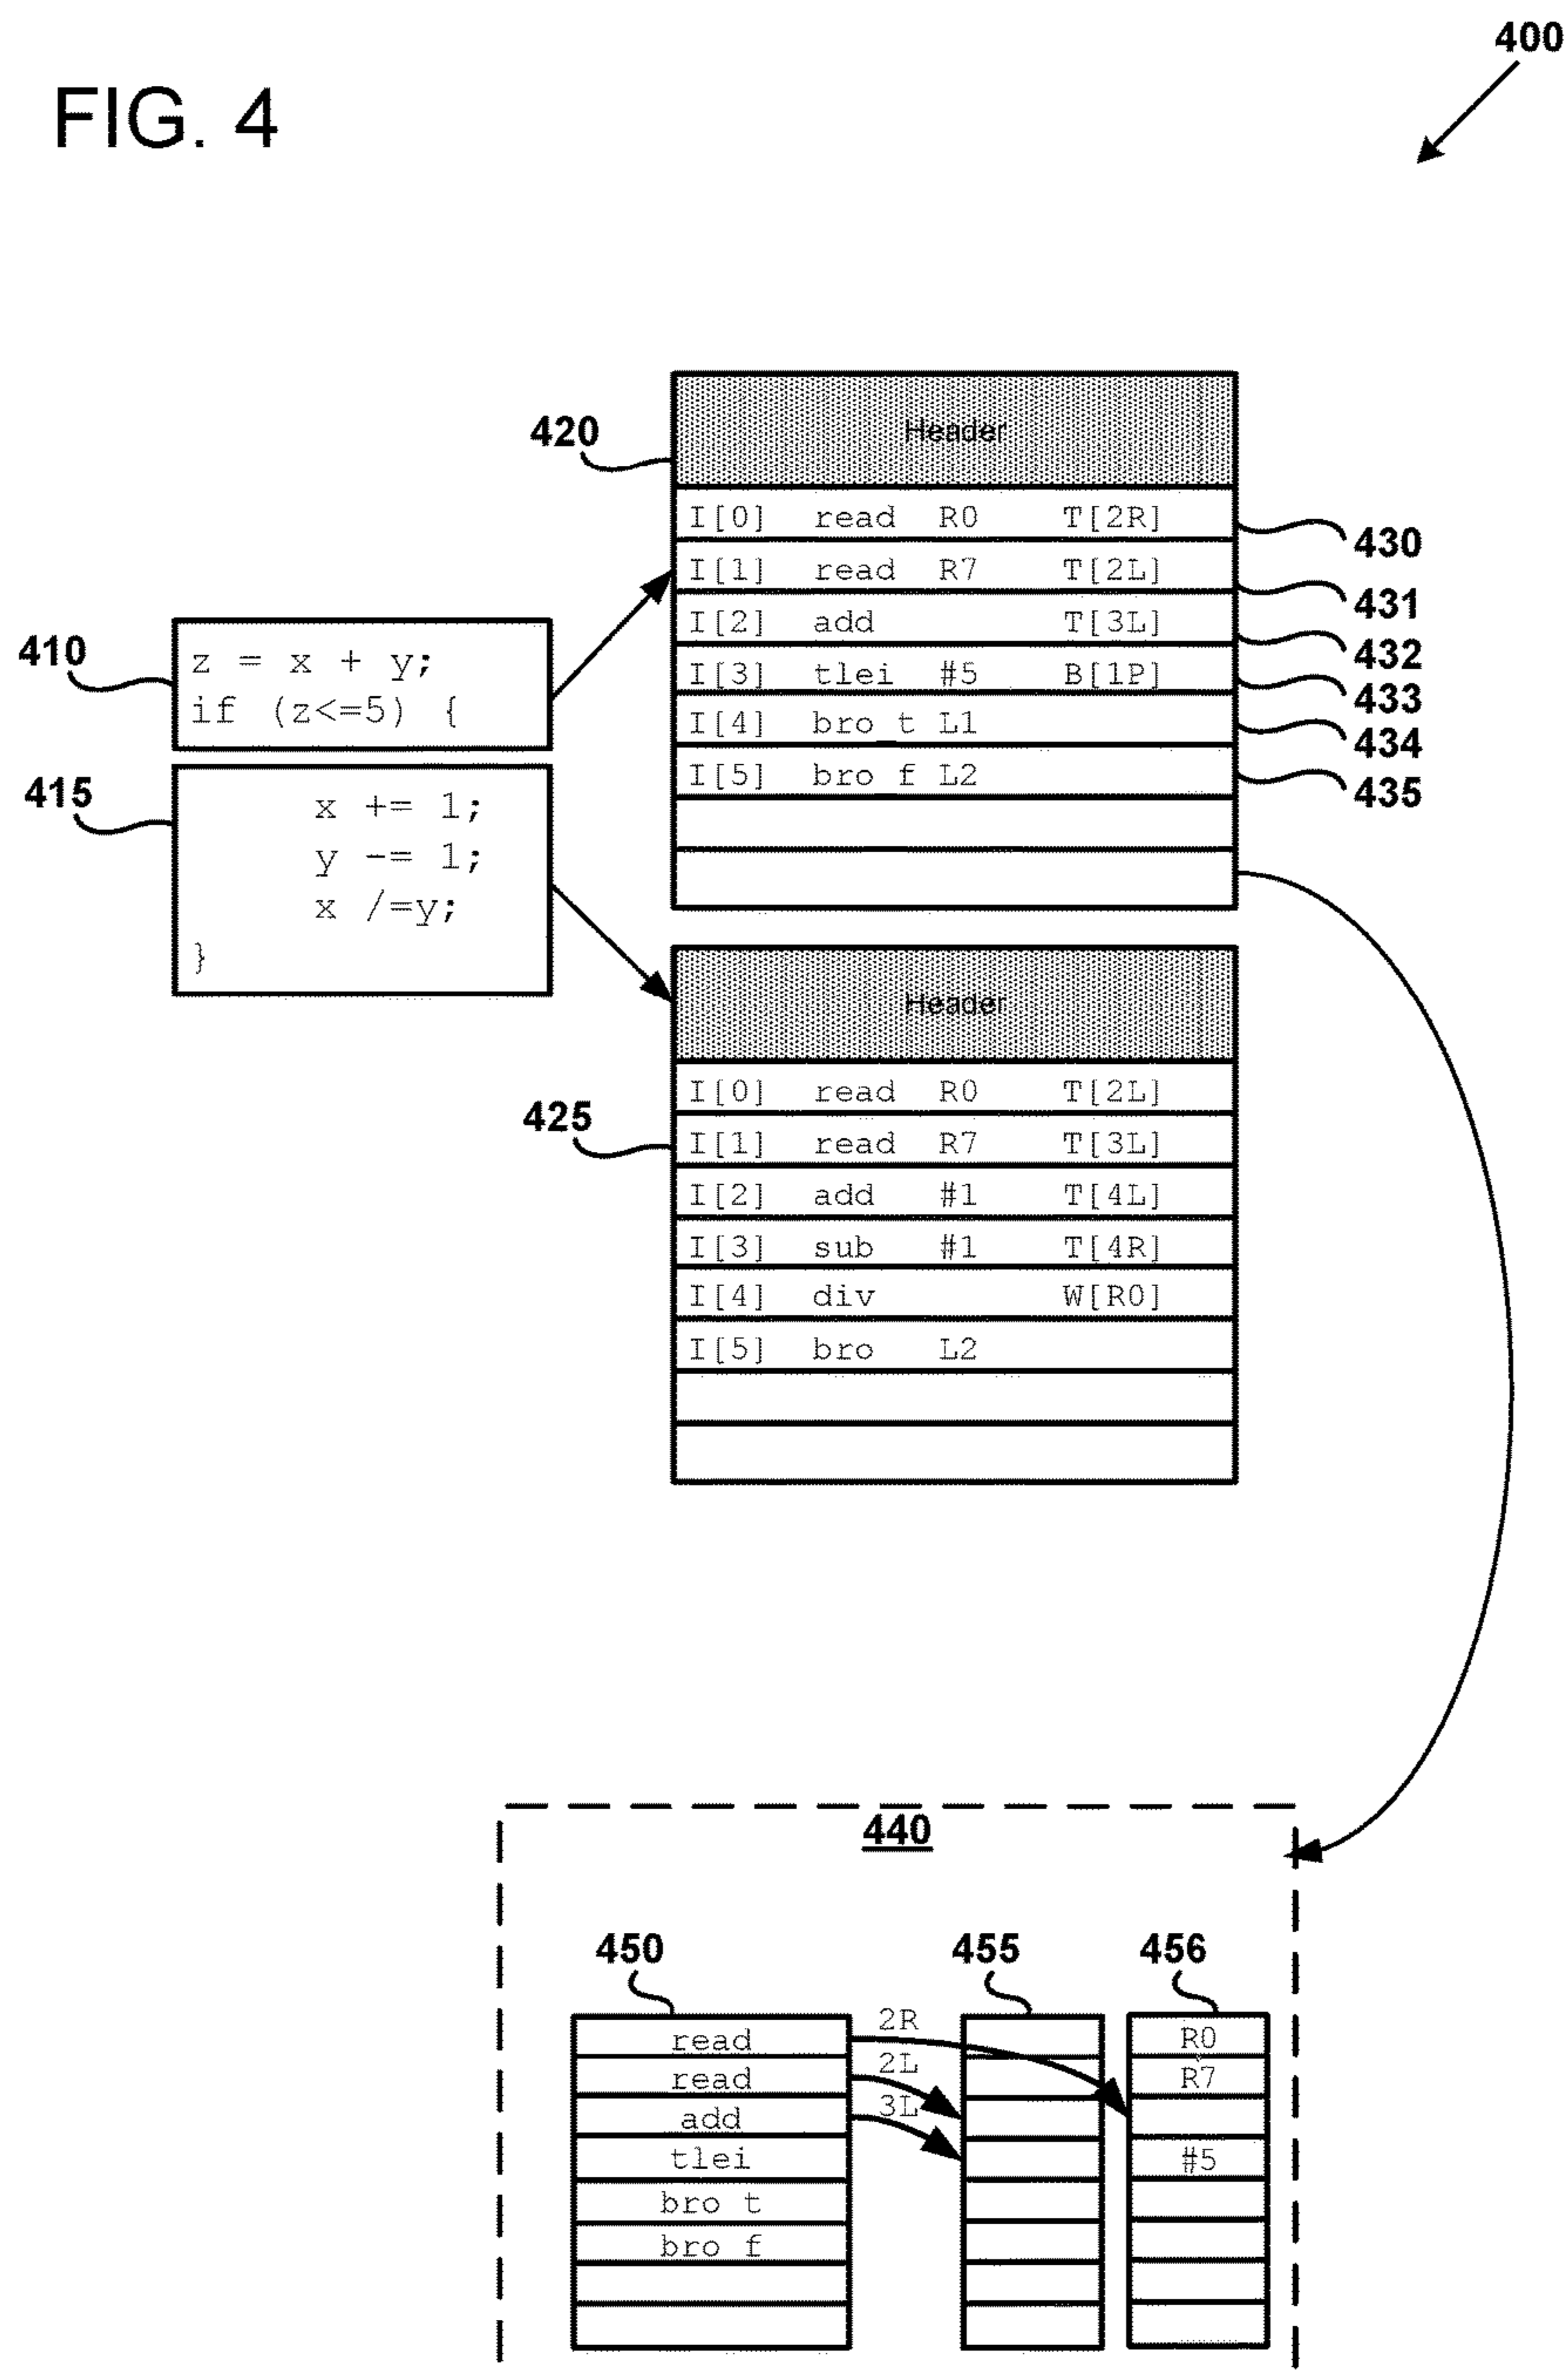 400
FIG. 4
420
Header
I[0] read R0 T[2R]
430
I[1] read R7 T[2L]
431
I[2] add T[3L]
432
I[3] tlei #5 B[1P]
433
I[4] bro_t L1
434
I[5] bro f L2
435
410
z = x + y;
if (z<=5) {
415
x += 1;
y -= 1;
x /=y;
}
Header
425
I[0] read R0 T[2L]
I[1] read R7 T[3L]
I[2] add #1 T[4L]
I[3] sub #1 T[4R]
I[4] div W[R0]
I[5] bro L2
440
450
455
456
read
read
add
tlei
bro t
bro f
2R
2L
3L
R0
R7
#5